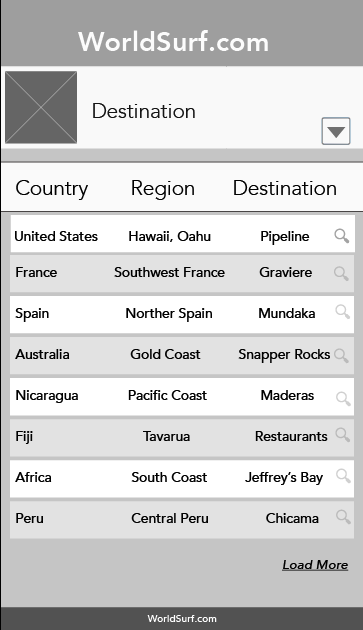 WorldSurf.com
Destination
Country Region Destination
United States Hawaii, Oahu Pipeline
France Southwest France Graviere
Spain Norther Spain Mundaka
Australia Gold Coast Snapper Rocks
Nicaragua Pacific Coast Maderas
Fiji Tavarua Restaurants
Africa South Coast Jeffrey’s Bay
Peru Central Peru Chicama
Load More
WorldSurf.com